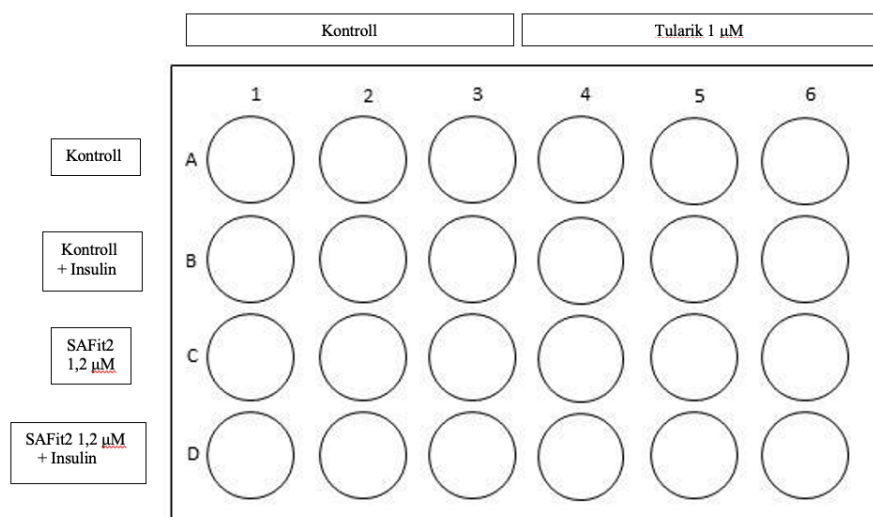 Kontroll
Tularik 1 µM
1 2 3 4 5 6
Kontroll
A
Kontroll
+ Insulin
B
SAFit2
1,2 µM
C
SAFit2 1,2 µM
+ Insulin
D